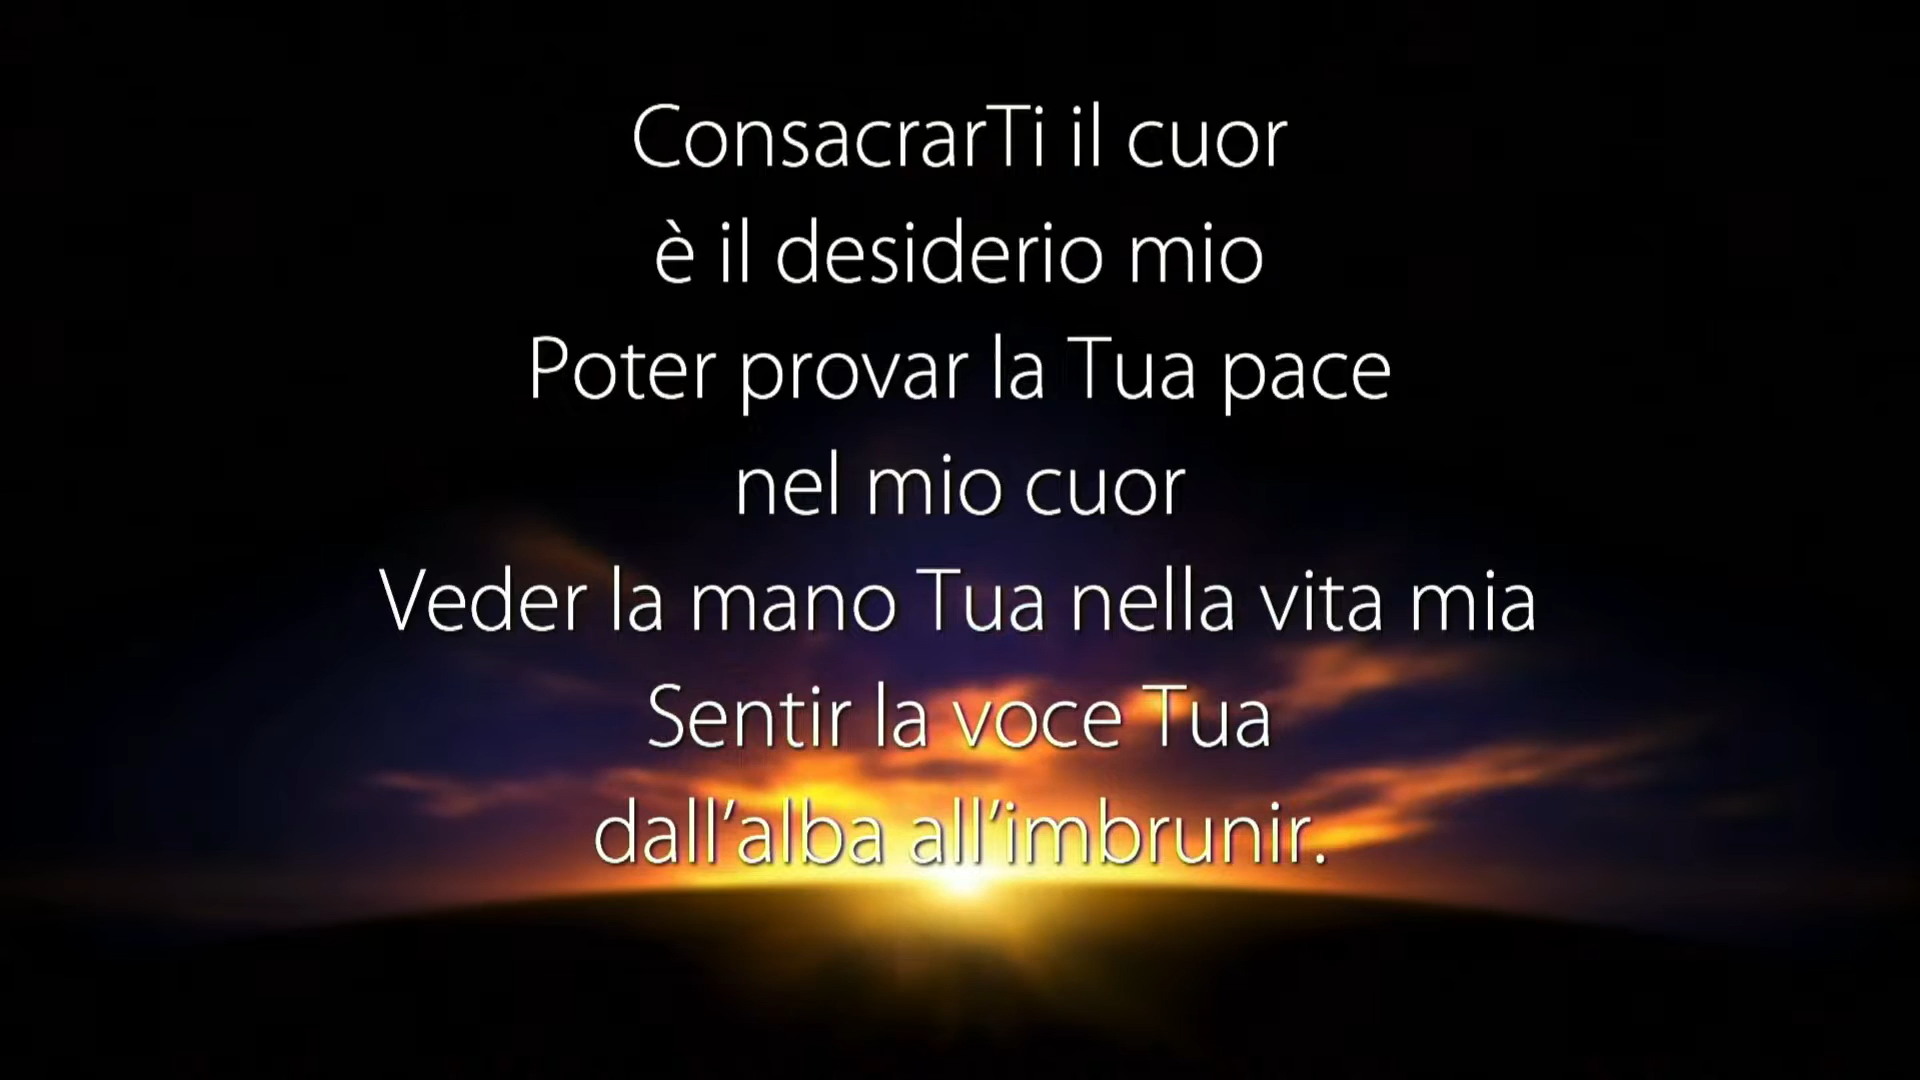 ConsacrarTi il cuor
è il desiderio mio
Poter provar la Tua pace
nel mio cuor
Veder la mano Tua nella vita mia
Sentir la voce Tua
dall’alba all’imbrunir.